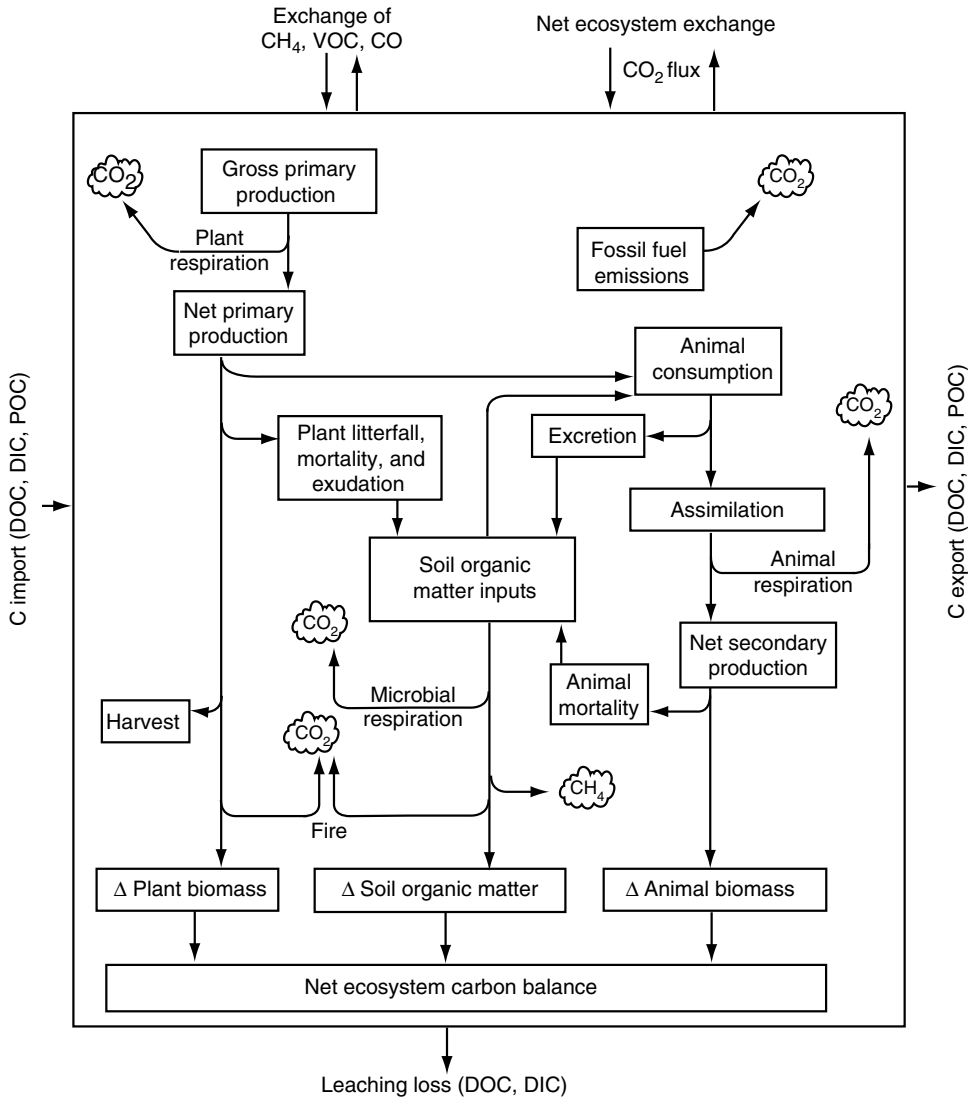 Exchange of
CH4, VOC, CO
Net ecosystem exchange
CO2 flux
CO2
Gross primary
production
CO2
Plant
respiration
Fossil fuel
emissions
Net primary
production
Animal
consumption
CO2
Plant litterfall,
mortality, and
exudation
Excretion
C import (DOC, DIC, POC)
C export (DOC, DIC, POC)
Assimilation
Soil organic
matter inputs
Animal
respiration
CO2
Net secondary
production
Microbial
respiration
Animal
mortality
Harvest
CO2
CH4
Fire
Δ Plant biomass
Δ Soil organic matter
Δ Animal biomass
Net ecosystem carbon balance
Leaching loss (DOC, DIC)